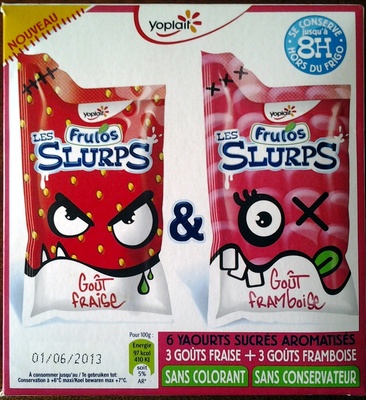 NOUVEAU
yoplait
SE CONSERVE
jusqu'à
8H
HORS DU FRIGO
yoplait
LES
Frutos
SLURPS
Goût
FRAISE
&
yoplait
LES
Frutos
SLURPS
Goût
FRAMBOISE
Pour 100g :
Energie
97 kcal
410 KJ
soit
5%
AR*
6 YAOURTS SUCRÉS AROMATISÉS
3 GOÛTS FRAISE + 3 GOÛTS FRAMBOISE
SANS COLORANT
SANS CONSERVATEUR
01/06/2013
À consommer jusqu'au / Te gebruiken tot:
Conservation à +6°C maxi/Koel bewaren max +7°C.